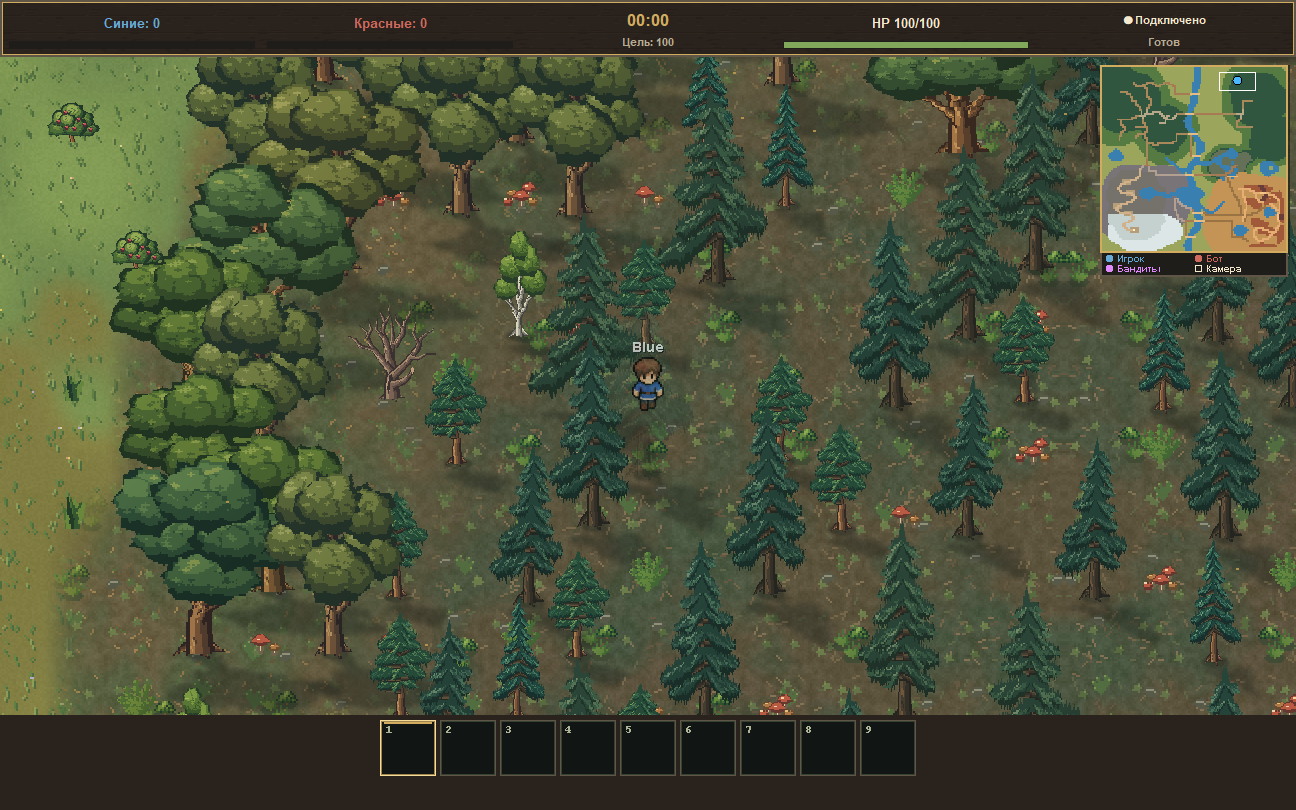 Синие: 0
Красные: 0
00:00
Цель: 100
HP 100/100
Подключено
Готов
Игрок
Бот
Бандиты
Камера
Blue
1 2 3 4 5 6 7 8 9